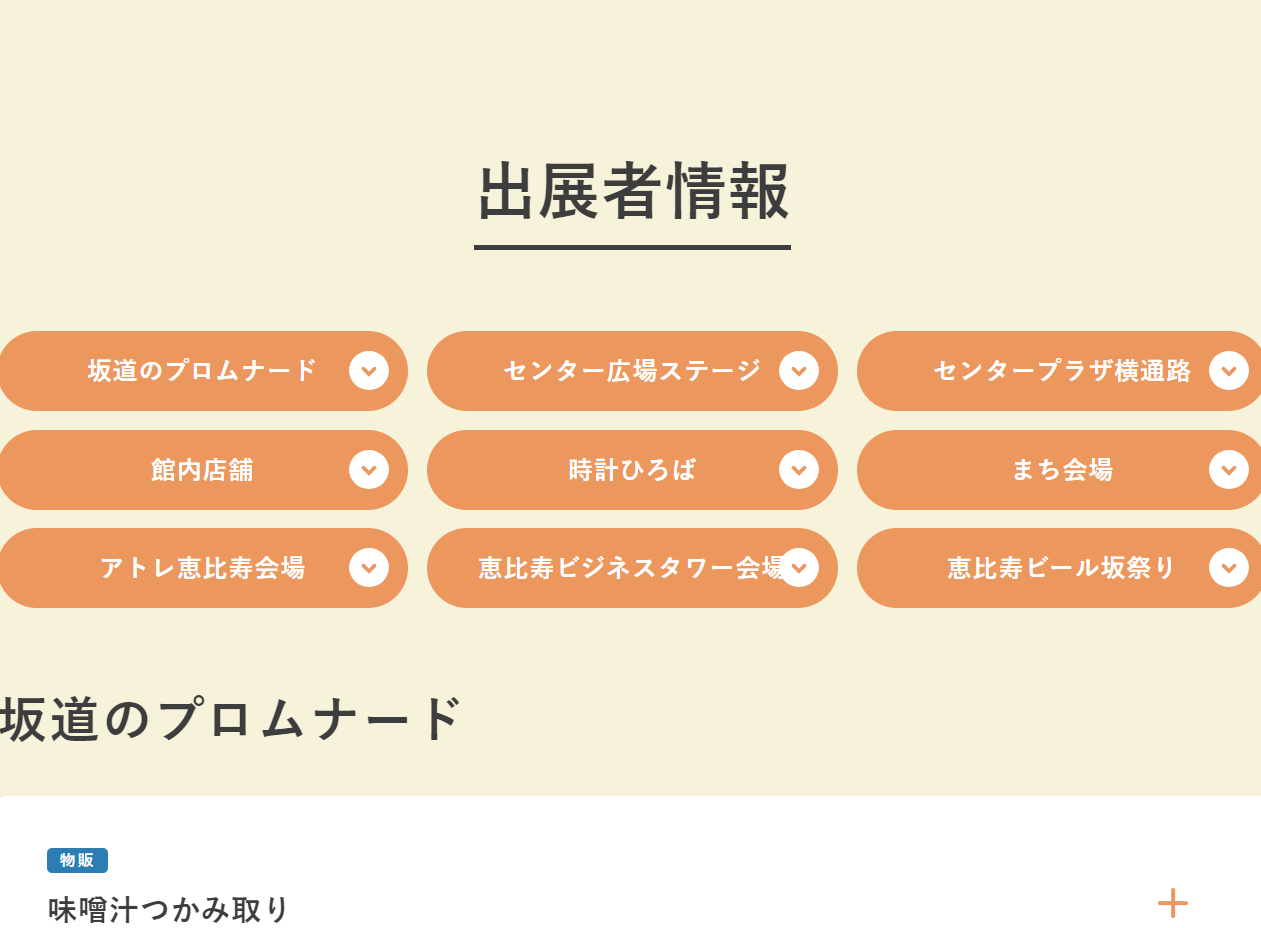 出展者情報
坂道のプロムナード
センター広場ステージ
センタープラザ横通路
館内店舗
時計ひろば
まち会場
アトレ恵比寿会場
恵比寿ビジネスタワー会場
恵比寿ビール坂祭り
坂道のプロムナード
物販
味噌汁つかみ取り